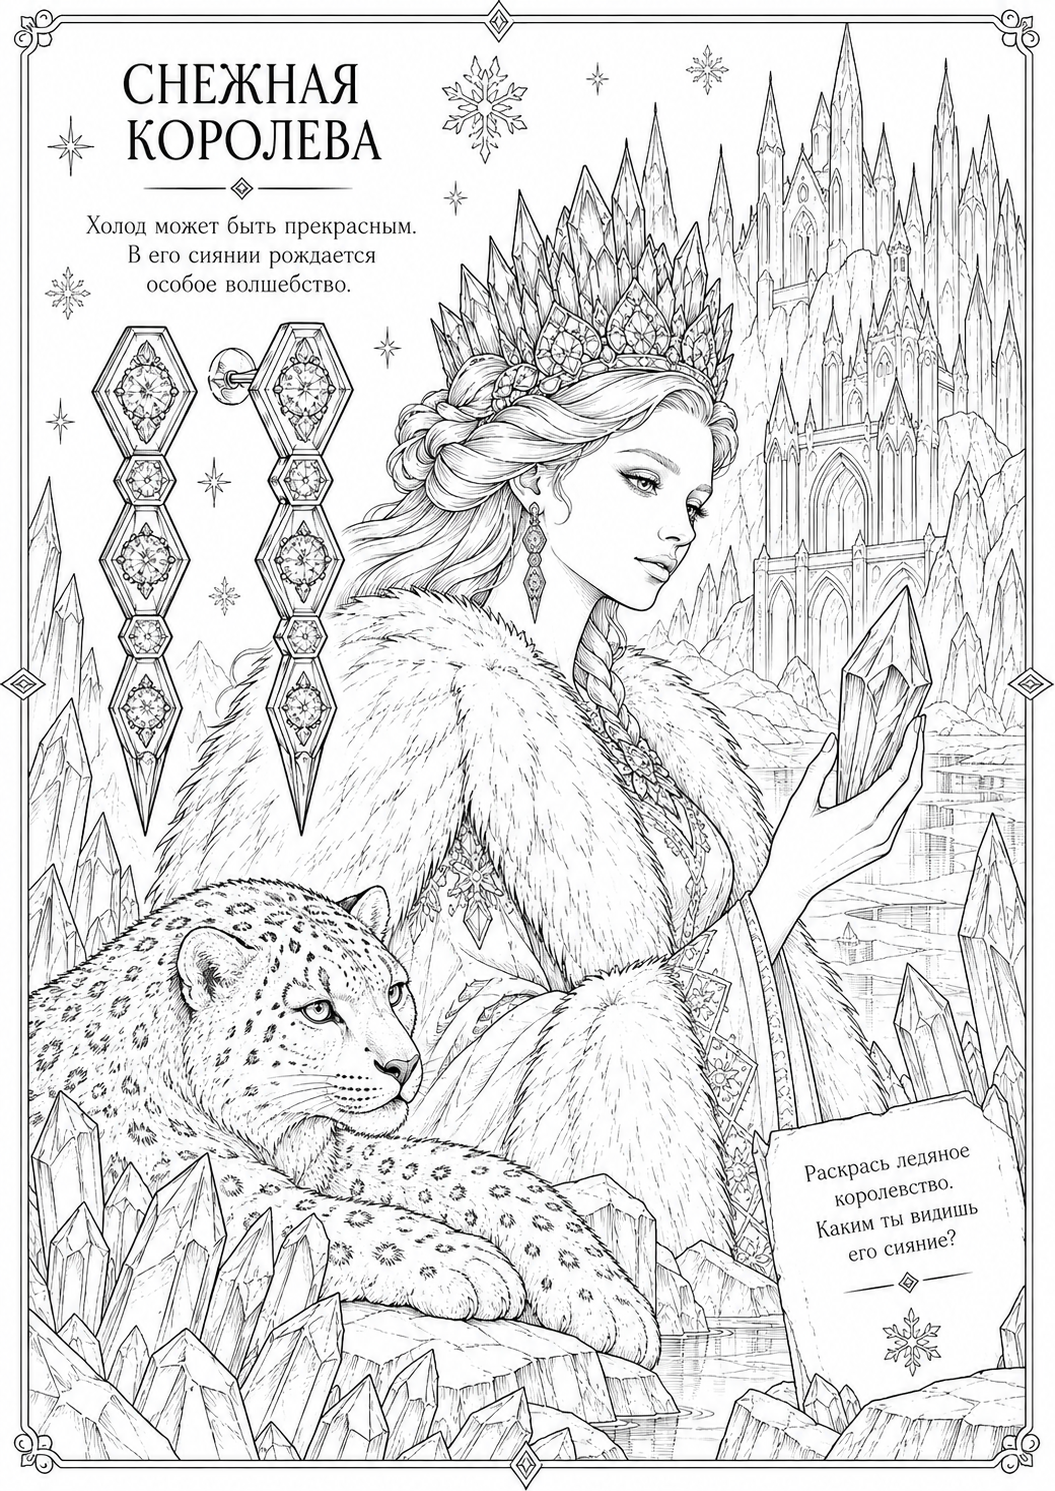 СНЕЖНАЯ
КОРОЛЕВА
Холод может быть прекрасным.
В его сиянии рождается
особое волшебство.
Раскрась ледяное
королевство.
Каким ты видишь
его сияние?